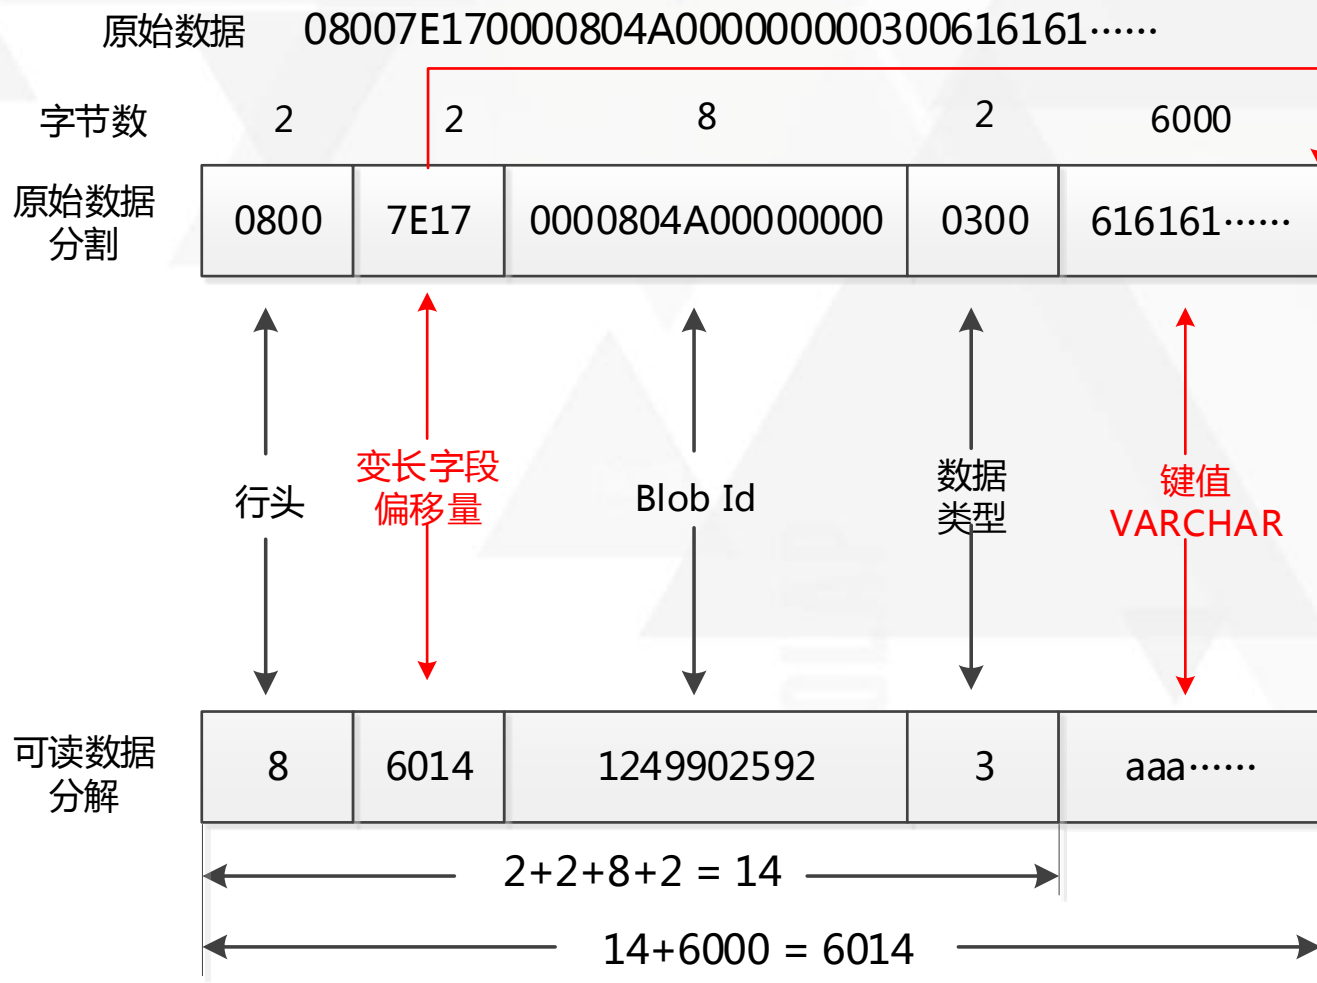 原始数据 08007E170000804A000000000300616161······
字节数 2 2 8 2 6000
原始数据
分割
0800 7E17 0000804A00000000 0300 616161······
行头
变长字段
偏移量
Blob Id
数据
类型
键值
VARCHAR
可读数据
分解
8 6014 1249902592 3 aaa······
2+2+8+2 = 14
14+6000 = 6014